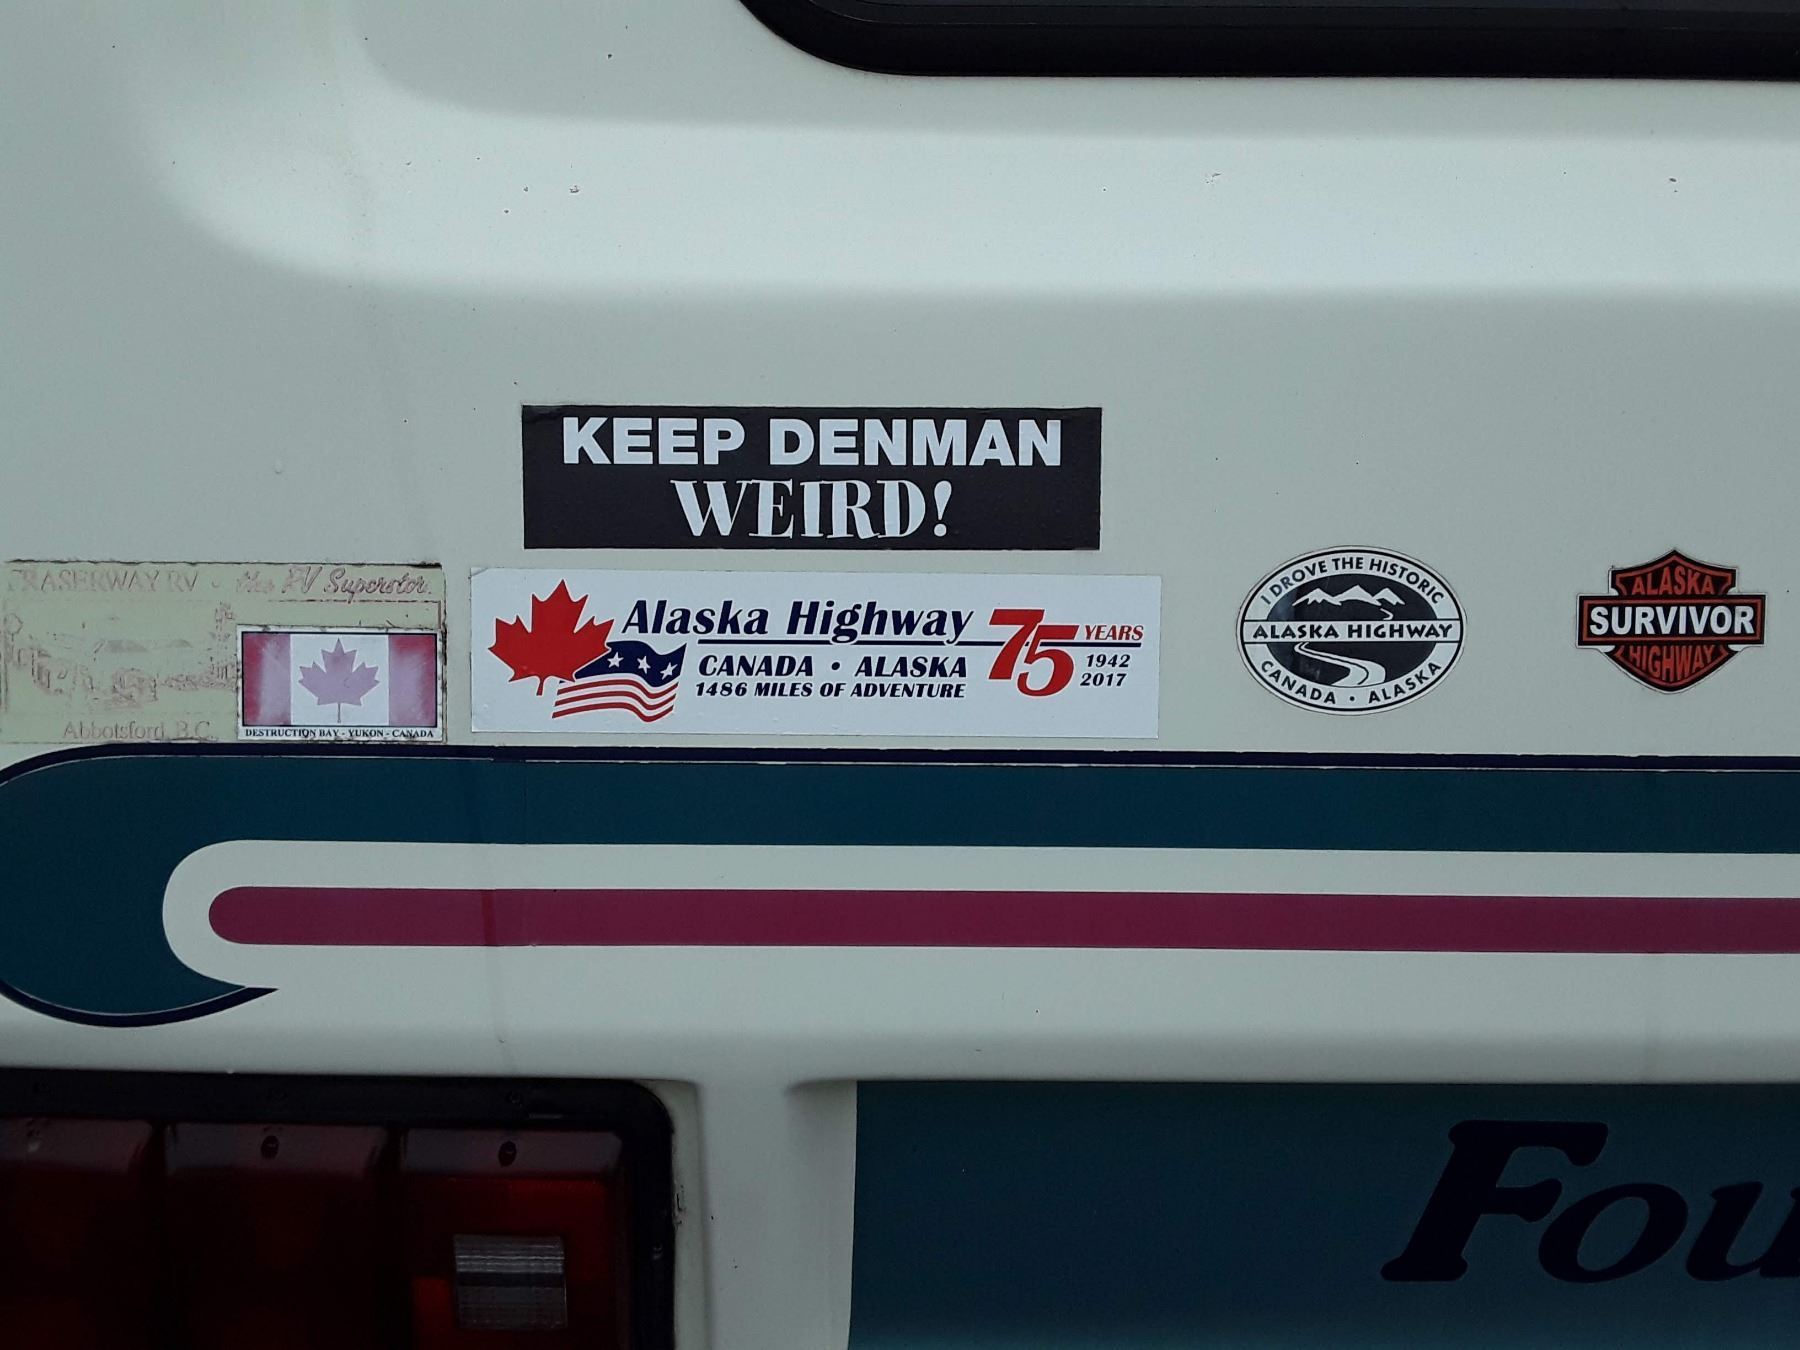 KEEP DENMAN
WEIRD!
FRASERWAY RV - the RV Superstore
Abbotsford, B.C.
DESTRUCTION BAY - YUKON - CANADA
Alaska Highway
CANADA • ALASKA
1486 MILES OF ADVENTURE
75 YEARS
1942
2017
I DROVE THE HISTORIC
ALASKA HIGHWAY
CANADA • ALASKA
ALASKA
SURVIVOR
HIGHWAY
Fou